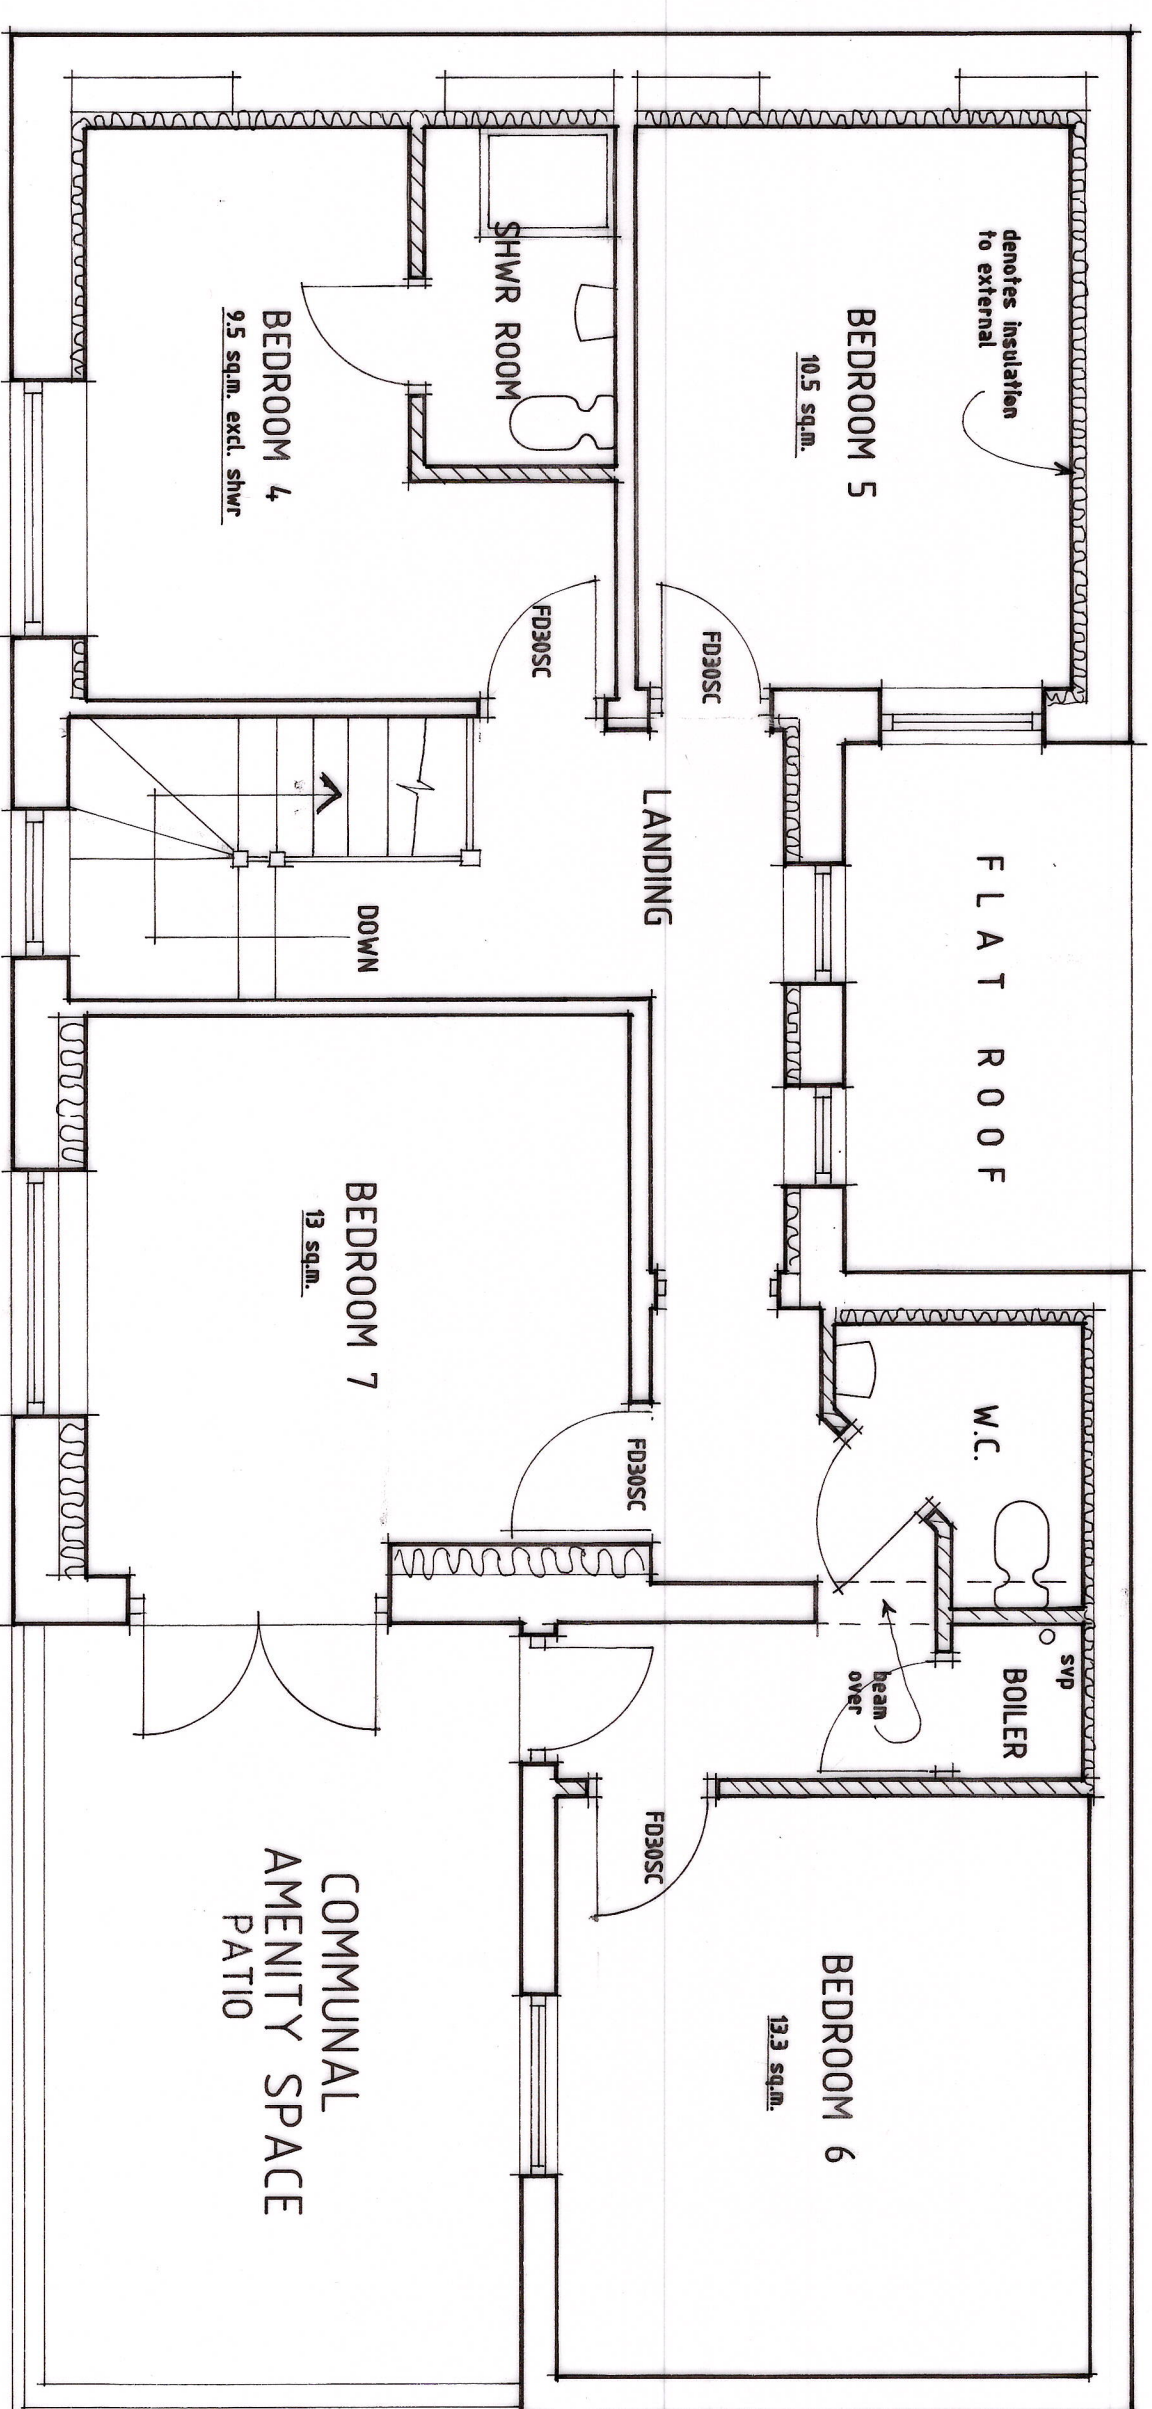 denotes insulation
to external
BEDROOM 5
10.5 sq.m.
SHWR ROOM
BEDROOM 4
9.5 sq.m. excl. shwr
FD30SC
FD30SC
FLAT ROOF
LANDING
DOWN
BEDROOM 7
13 sq.m.
FD30SC
W.C.
svp
BOILER
beam
over
FD30SC
BEDROOM 6
13.3 sq.m.
COMMUNAL
AMENITY SPACE
PATIO